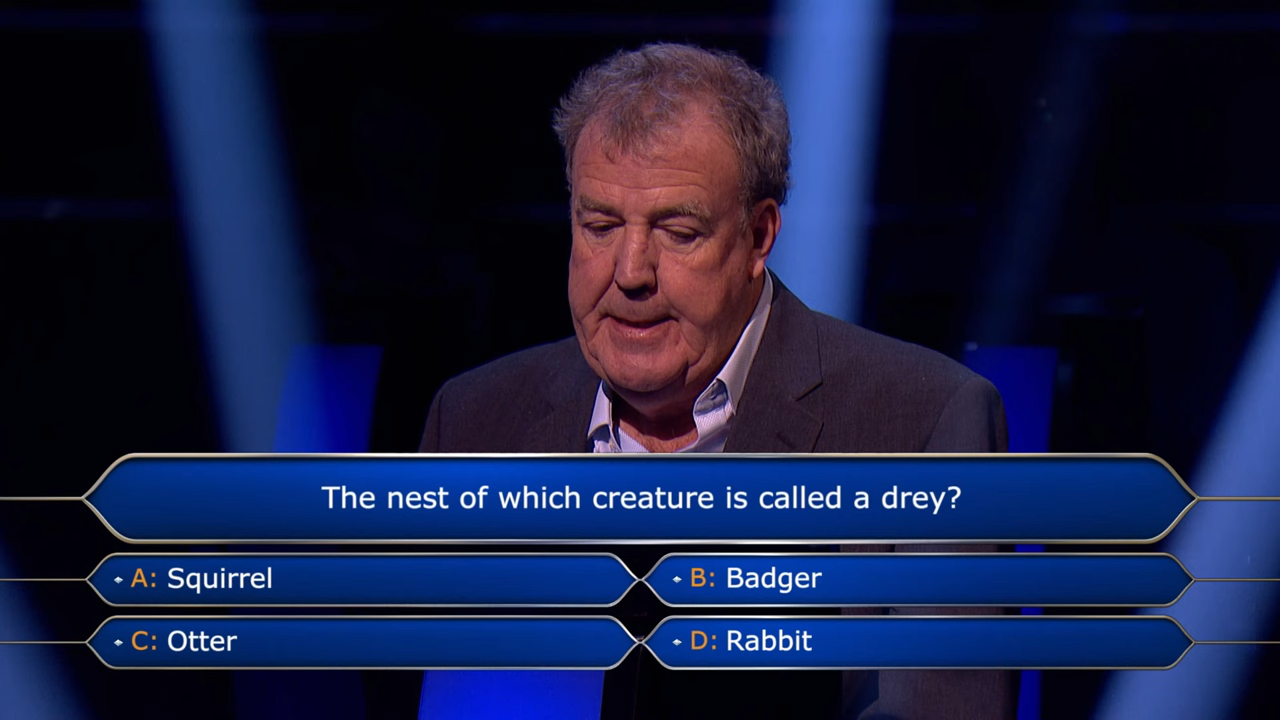 The nest of which creature is called a drey?
A: Squirrel
B: Badger
C: Otter
D: Rabbit